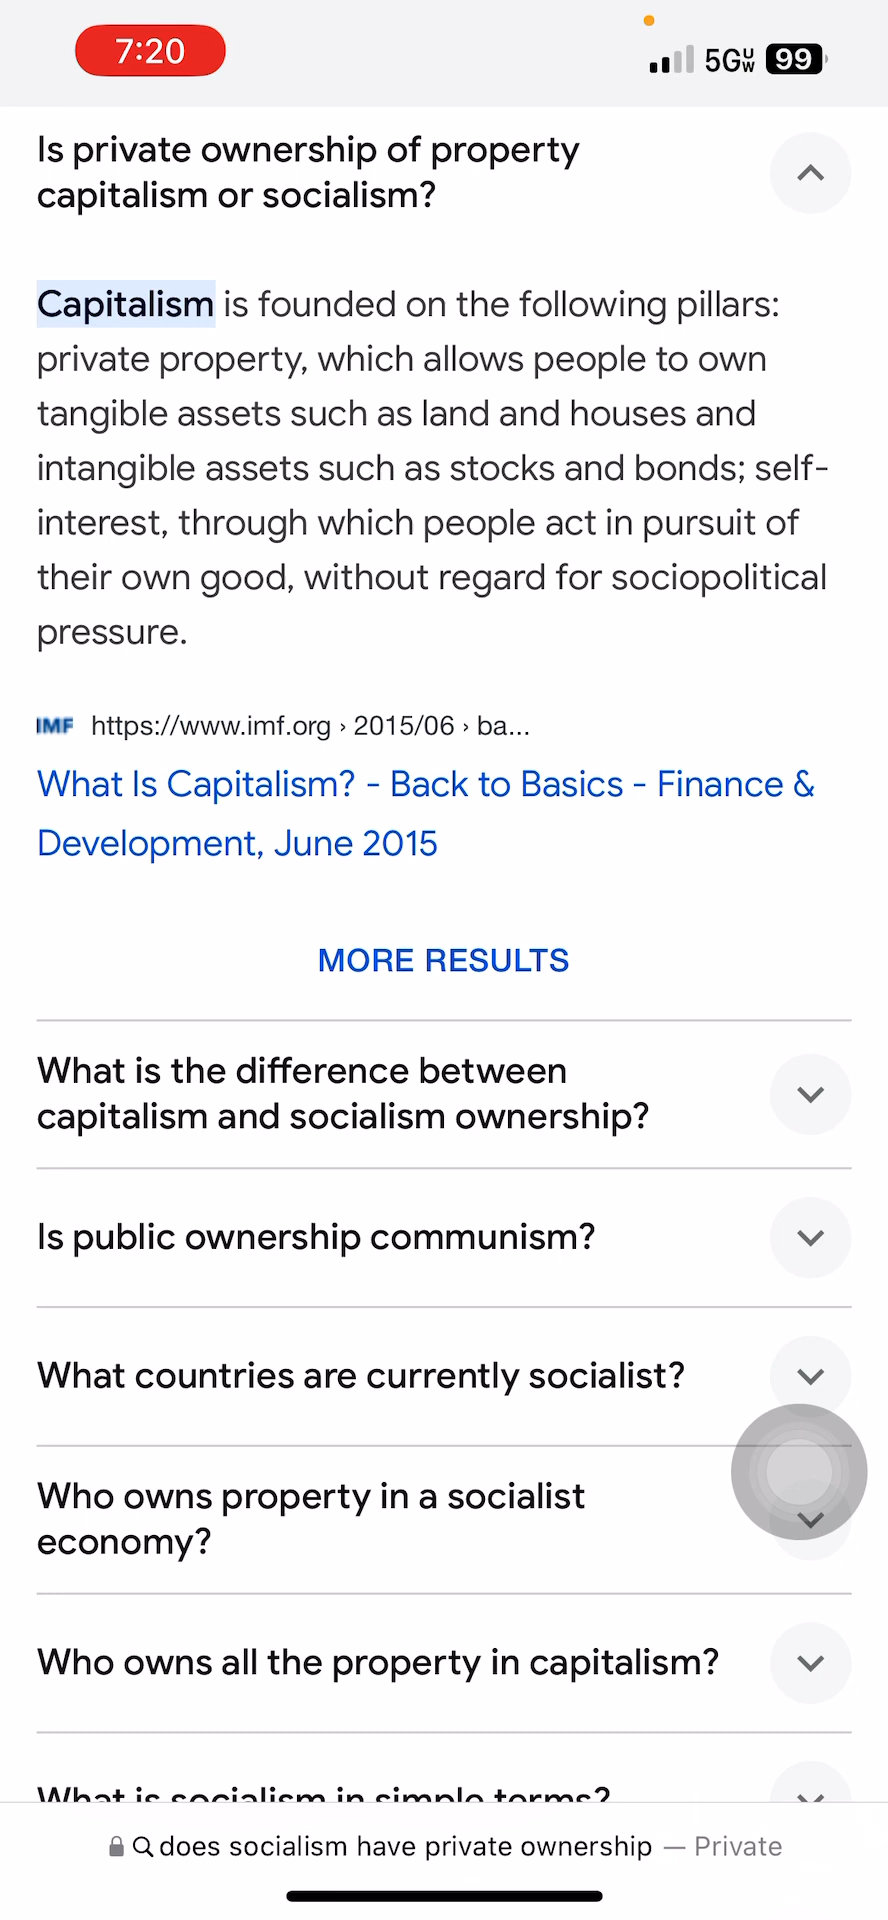 7:20
5G UW 99
Is private ownership of property
capitalism or socialism?
Capitalism is founded on the following pillars:
private property, which allows people to own
tangible assets such as land and houses and
intangible assets such as stocks and bonds; self-
interest, through which people act in pursuit of
their own good, without regard for sociopolitical
pressure.
IMF https://www.imf.org › 2015/06 › ba...
What Is Capitalism? - Back to Basics - Finance &
Development, June 2015
MORE RESULTS
What is the difference between
capitalism and socialism ownership?
Is public ownership communism?
What countries are currently socialist?
Who owns property in a socialist
economy?
Who owns all the property in capitalism?
What is socialism in simple terms?
does socialism have private ownership — Private